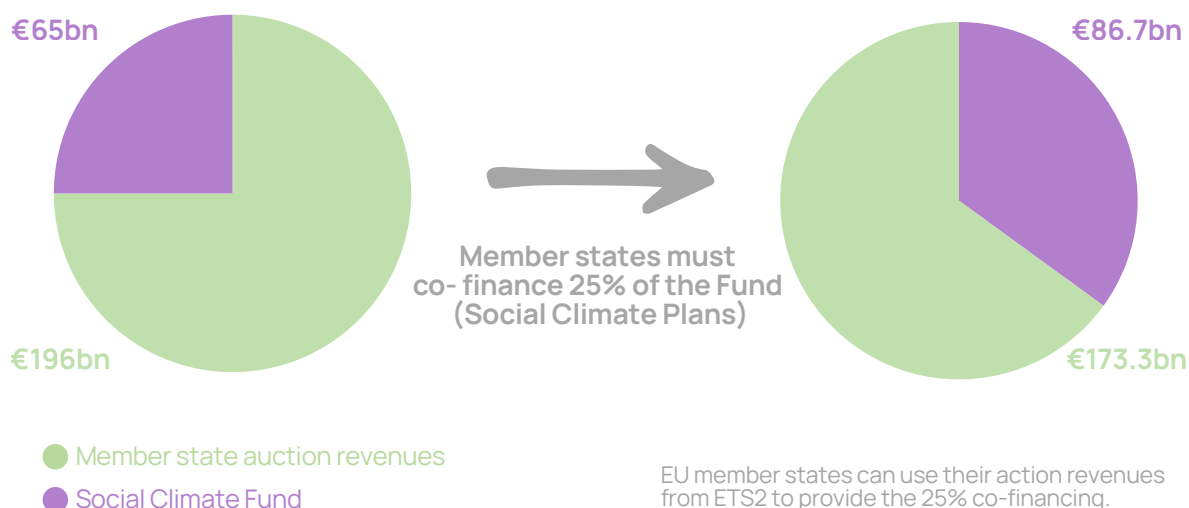 €65bn
€86.7bn
Member states must
co- finance 25% of the Fund
(Social Climate Plans)
€196bn
€173.3bn
Member state auction revenues
Social Climate Fund
EU member states can use their action revenues
from ETS2 to provide the 25% co-financing.